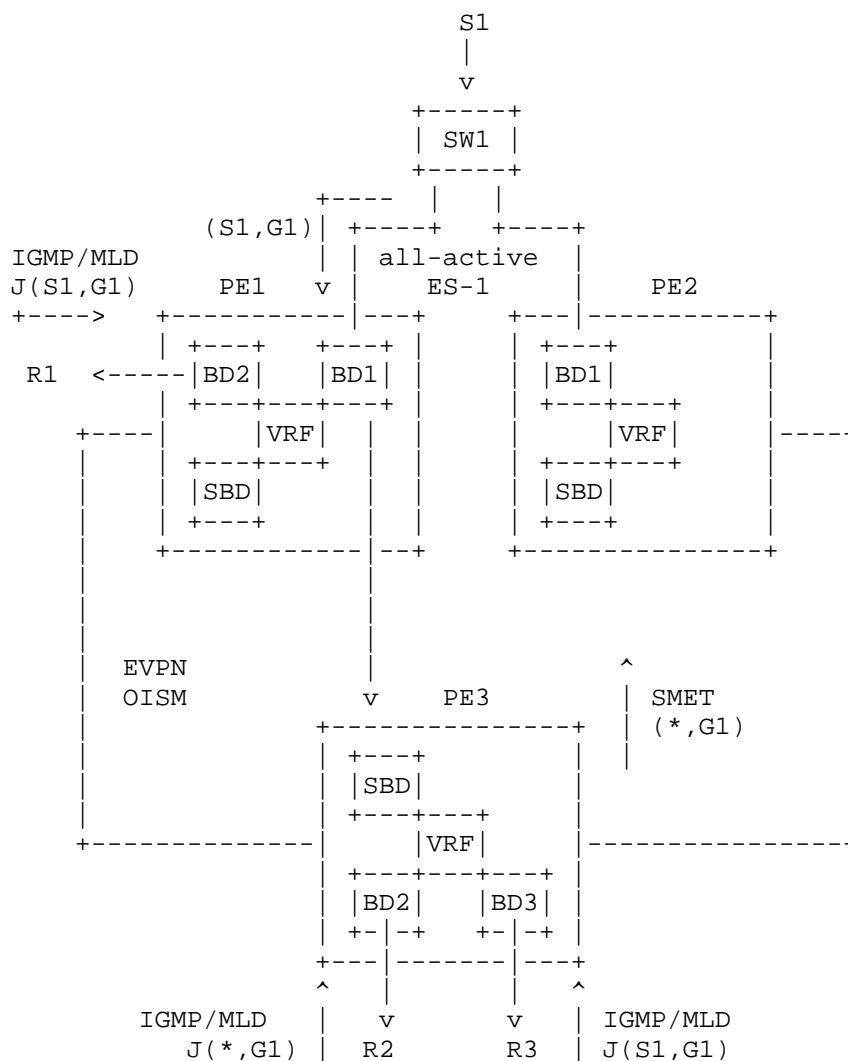 S1
v
SW1
(S1,G1)
IGMP/MLD all-active
J(S1,G1) PE1 v ES-1 PE2
R1 BD2 BD1 BD1
VRF VRF
SBD SBD
EVPN
OISM v PE3 SMET
(*,G1)
SBD
VRF
BD2 BD3
IGMP/MLD v v IGMP/MLD
J(*,G1) R2 R3 J(S1,G1)